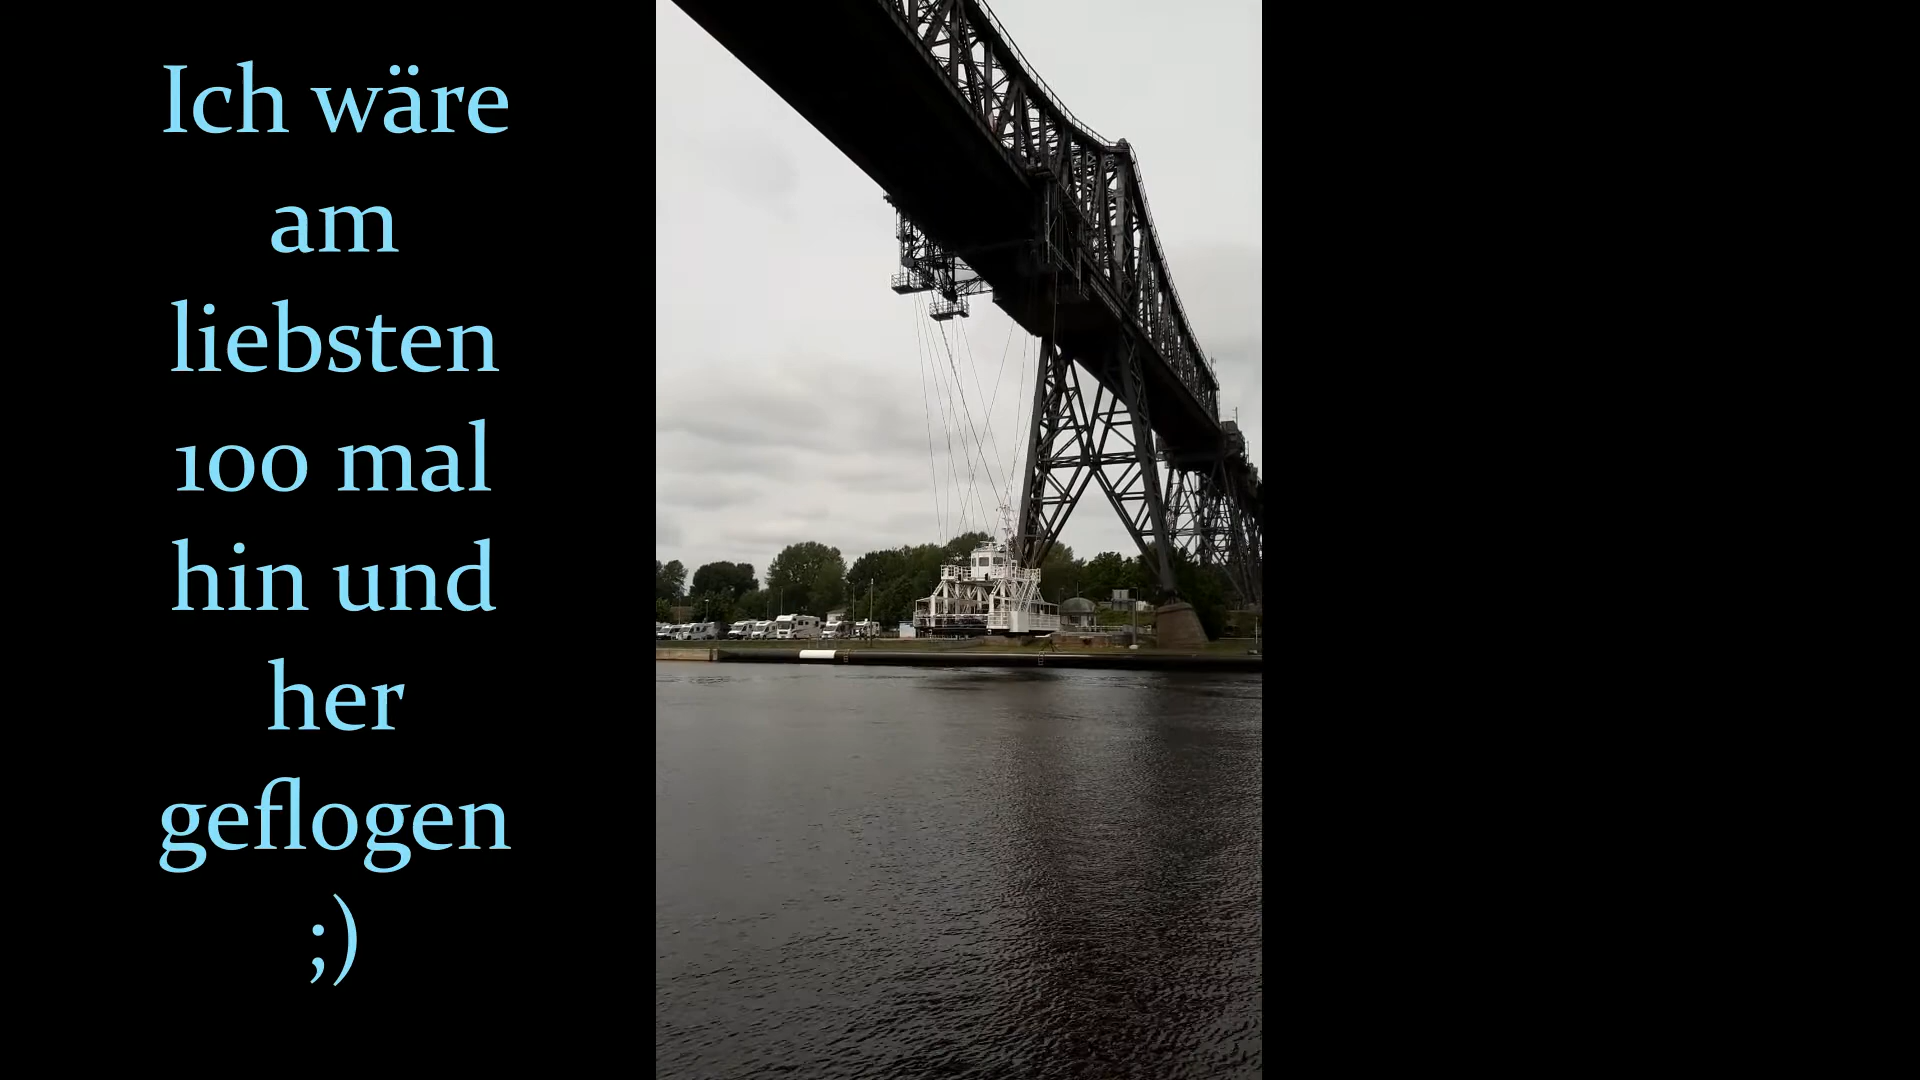 Ich wäre
am
liebsten
100 mal
hin und
her
geflogen
;)